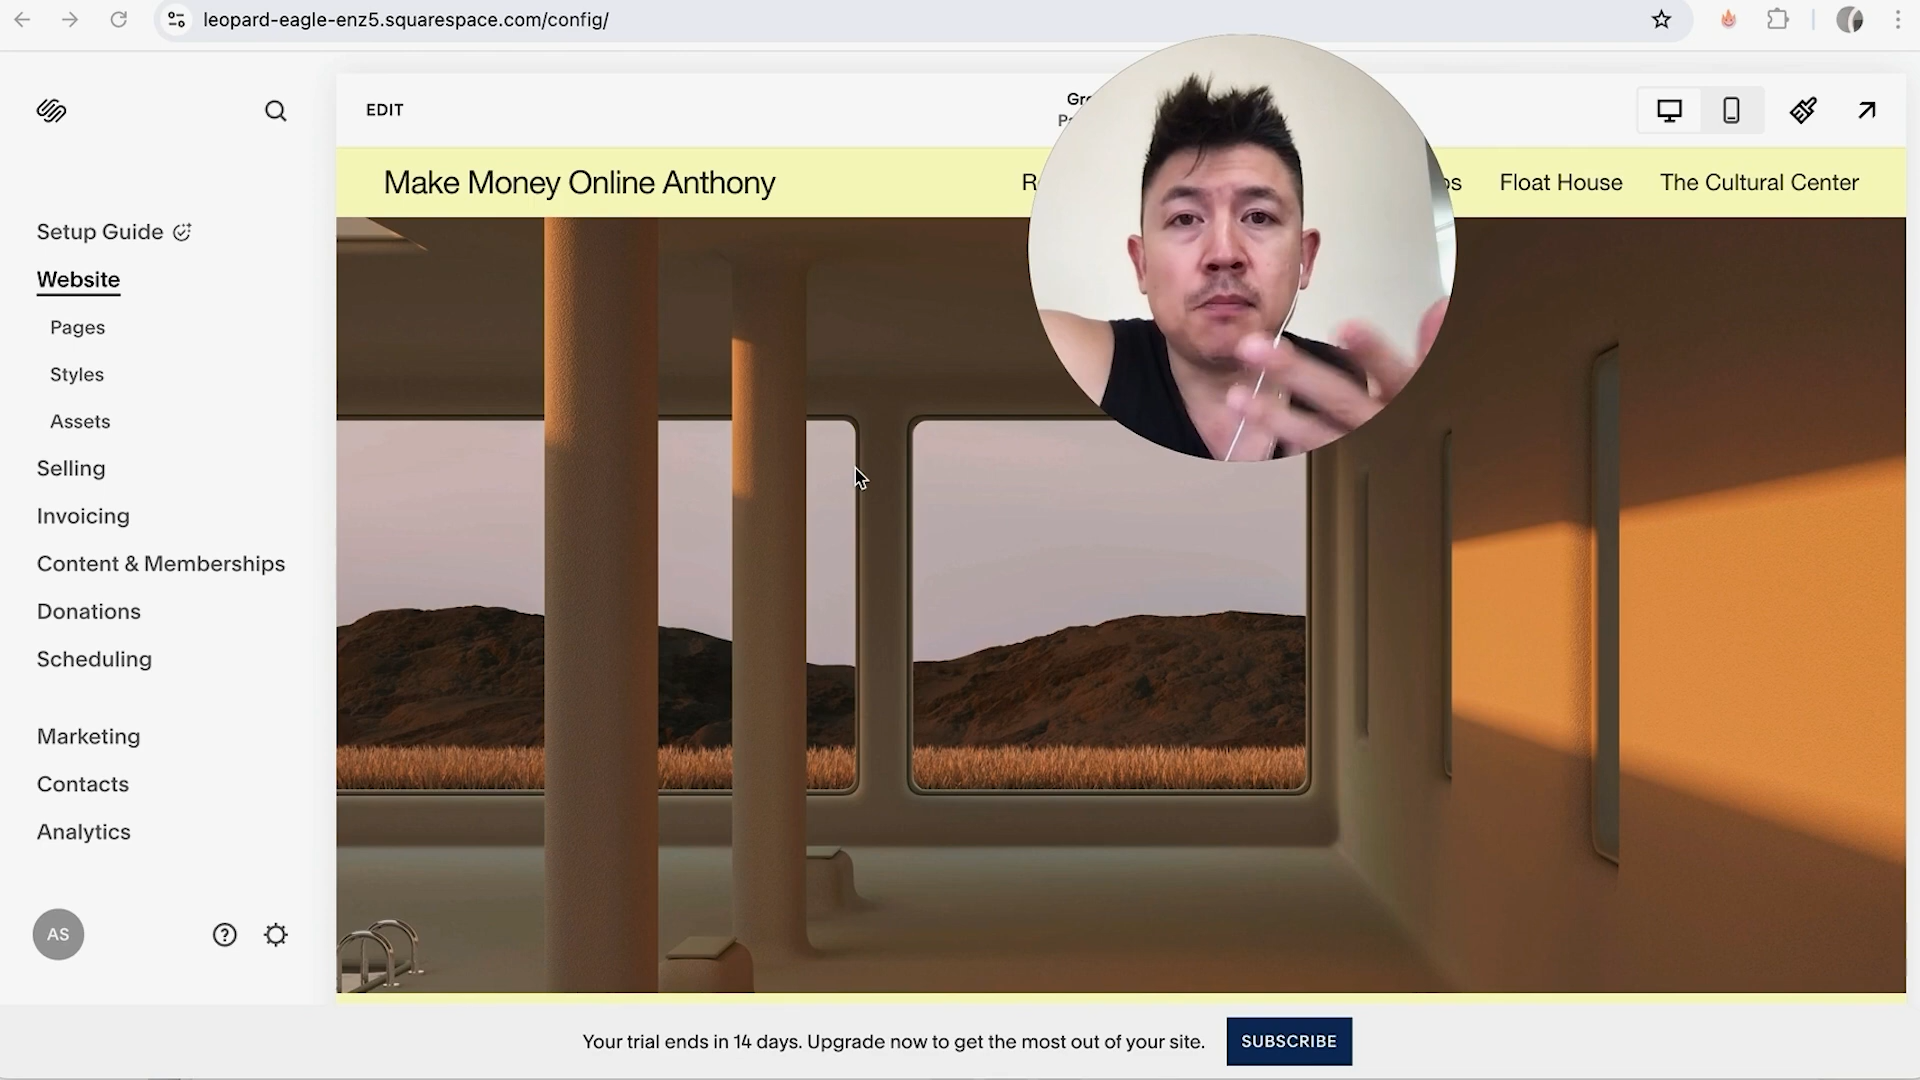 leopard-eagle-enz5.squarespace.com/config/
EDIT
Make Money Online Anthony
Float House
The Cultural Center
Setup Guide
Website
Pages
Styles
Assets
Selling
Invoicing
Content & Memberships
Donations
Scheduling
Marketing
Contacts
Analytics
AS
Your trial ends in 14 days. Upgrade now to get the most out of your site.
SUBSCRIBE